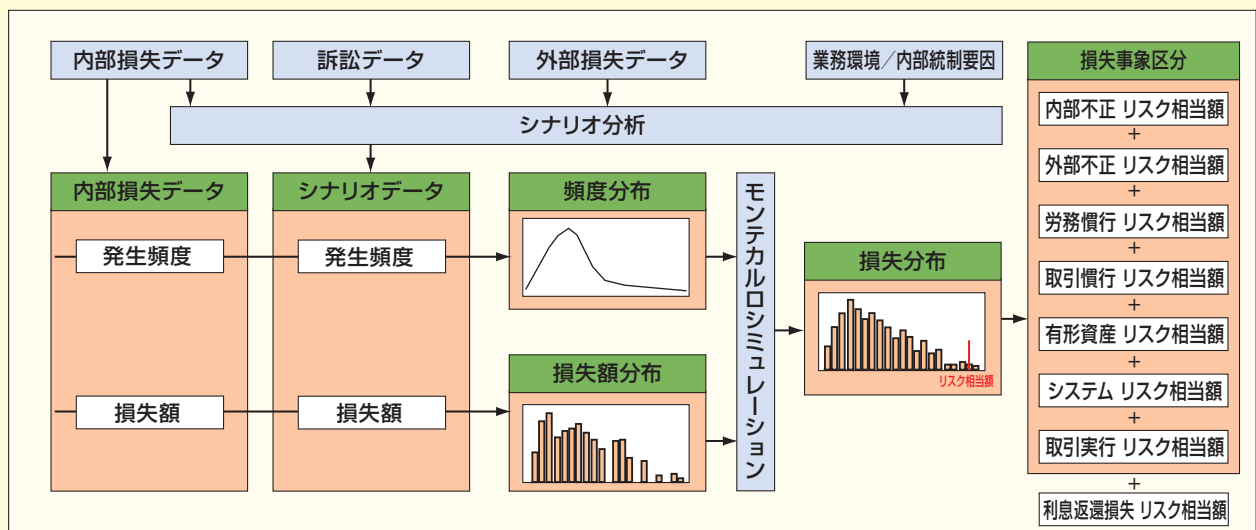 内部損失データ
訴訟データ
外部損失データ
業務環境／内部統制要因
シナリオ分析
内部損失データ
発生頻度
損失額
シナリオデータ
発生頻度
損失額
頻度分布
損失額分布
モンテカルロシミュレーション
損失分布
リスク相当額
損失事象区分
内部不正 リスク相当額
+
外部不正 リスク相当額
+
労務慣行 リスク相当額
+
取引慣行 リスク相当額
+
有形資産 リスク相当額
+
システム リスク相当額
+
取引実行 リスク相当額
+
利息返還損失 リスク相当額